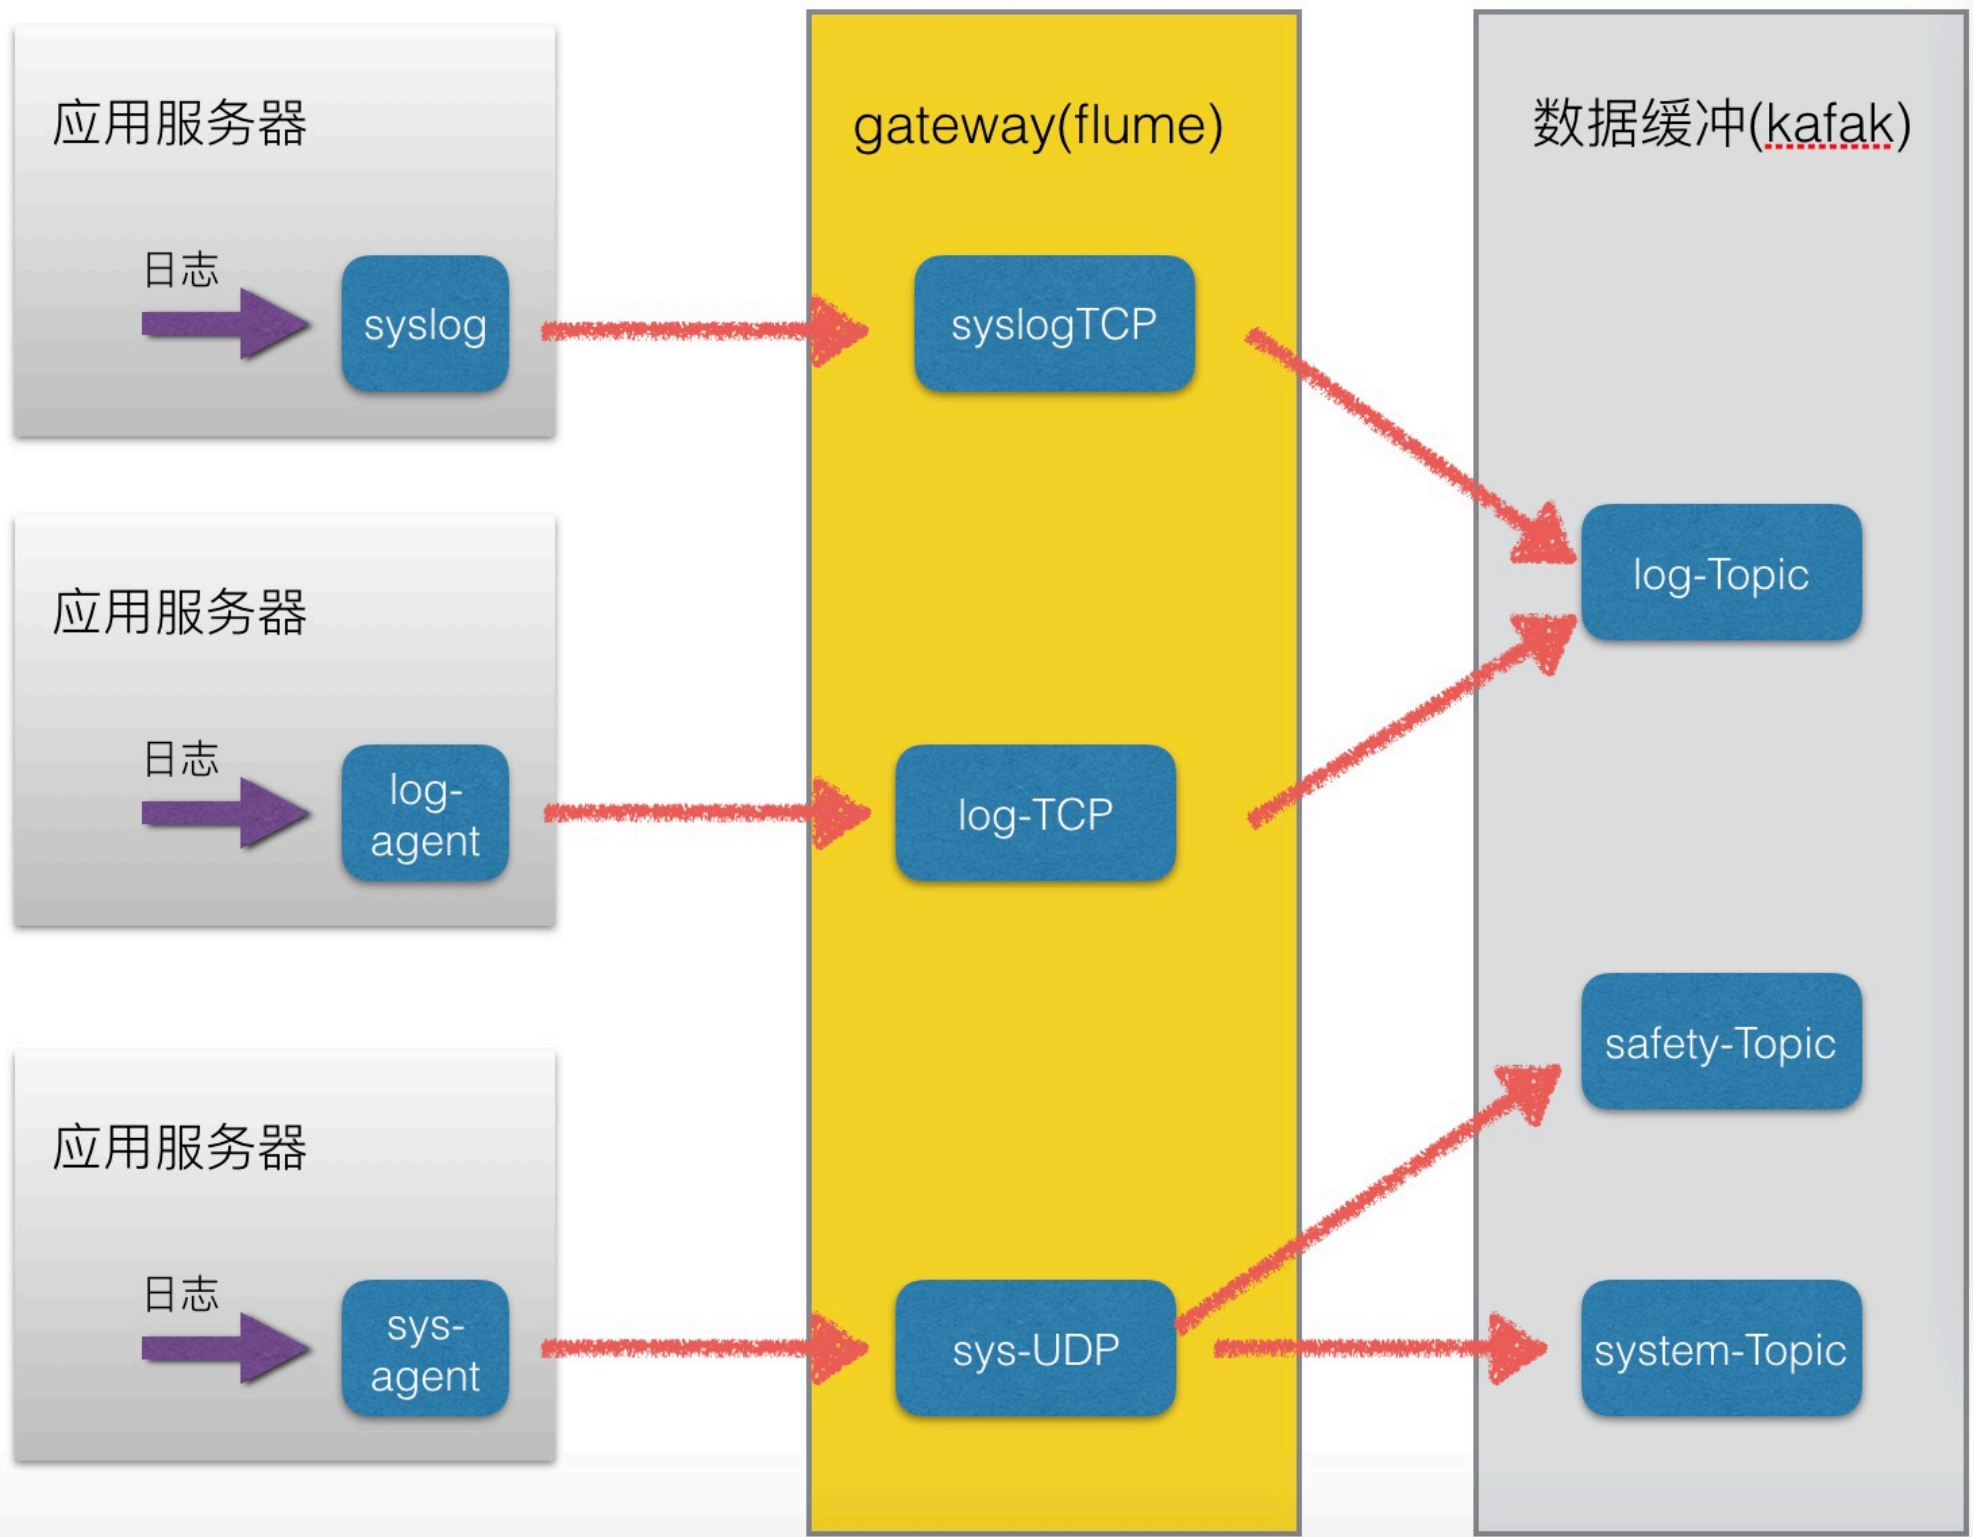 应用服务器
日志
syslog
应用服务器
日志
log-
agent
应用服务器
日志
sys-
agent
gateway(flume)
syslogTCP
log-TCP
sys-UDP
数据缓冲(kafak)
log-Topic
safety-Topic
system-Topic